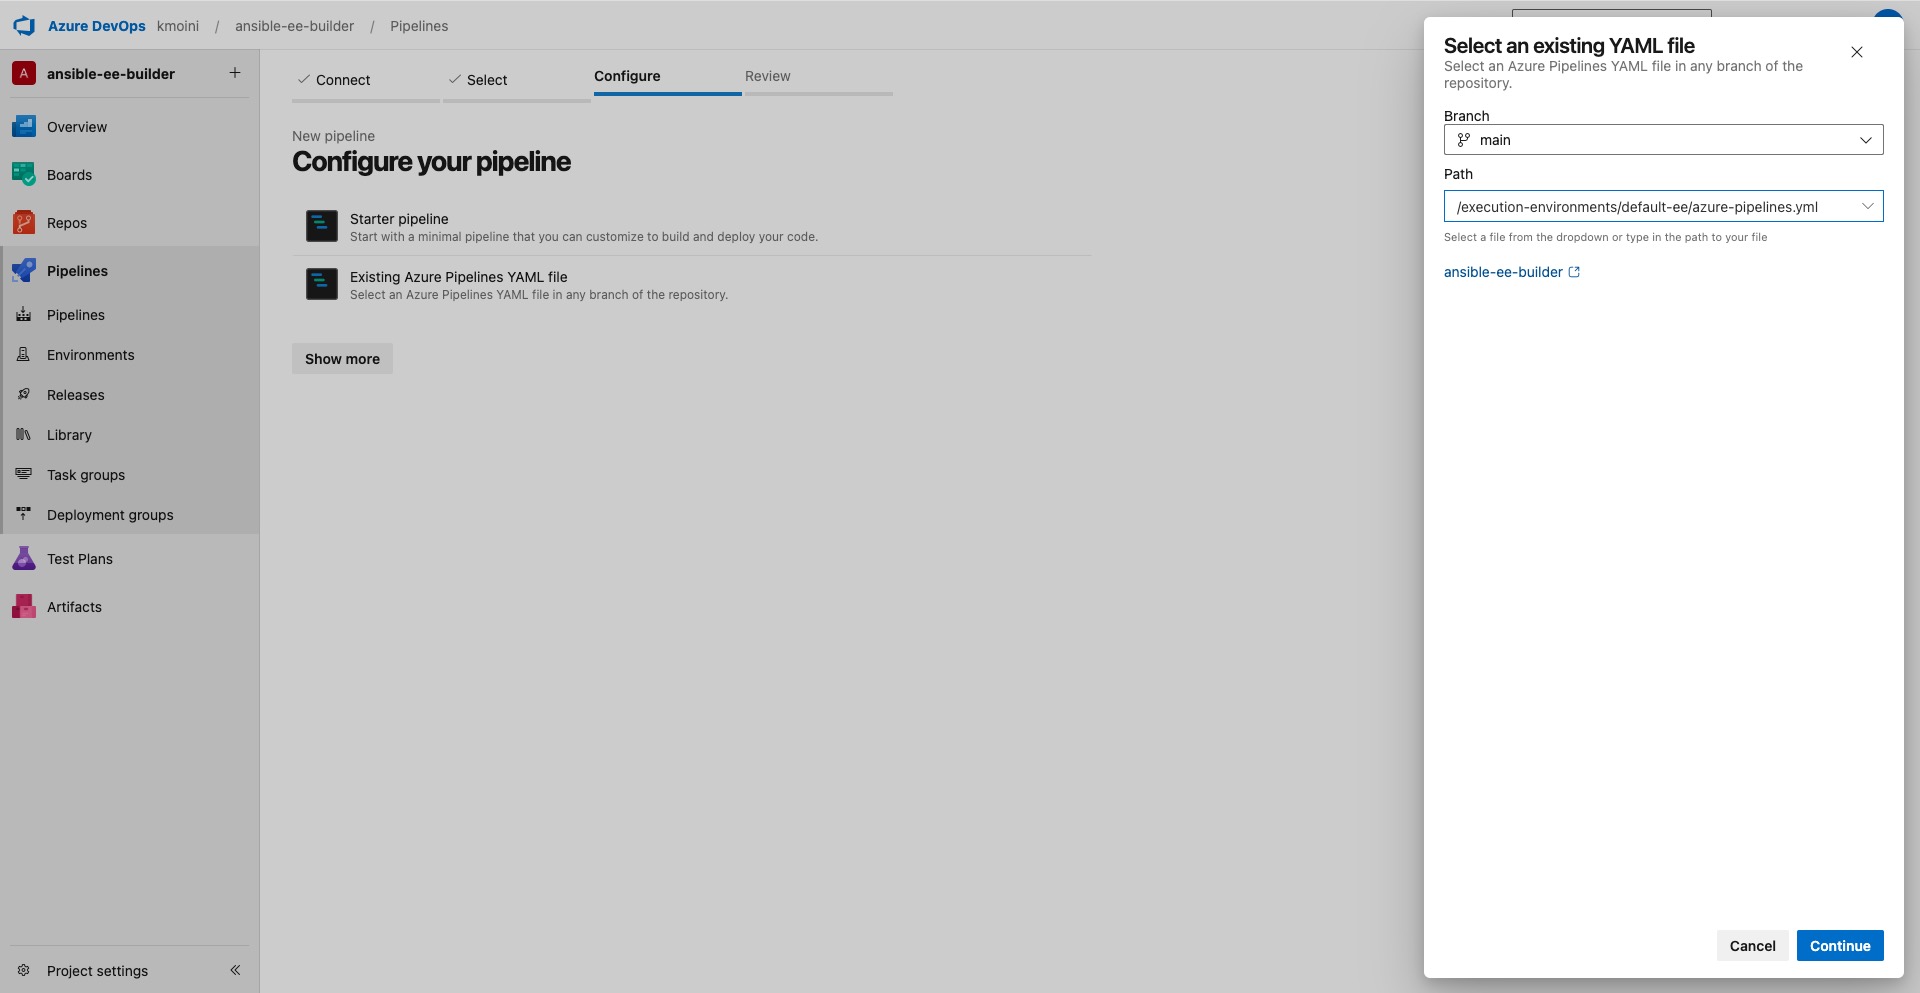 Azure DevOps kmoini / ansible-ee-builder / Pipelines
A ansible-ee-builder
Overview
Boards
Repos
Pipelines
Pipelines
Environments
Releases
Library
Task groups
Deployment groups
Test Plans
Artifacts
Project settings
Connect Select Configure Review
New pipeline
Configure your pipeline
Starter pipeline
Start with a minimal pipeline that you can customize to build and deploy your code.
Existing Azure Pipelines YAML file
Select an Azure Pipelines YAML file in any branch of the repository.
Show more
Select an existing YAML file
Select an Azure Pipelines YAML file in any branch of the
repository.
Branch
main
Path
/execution-environments/default-ee/azure-pipelines.yml
Select a file from the dropdown or type in the path to your file
ansible-ee-builder
Cancel Continue